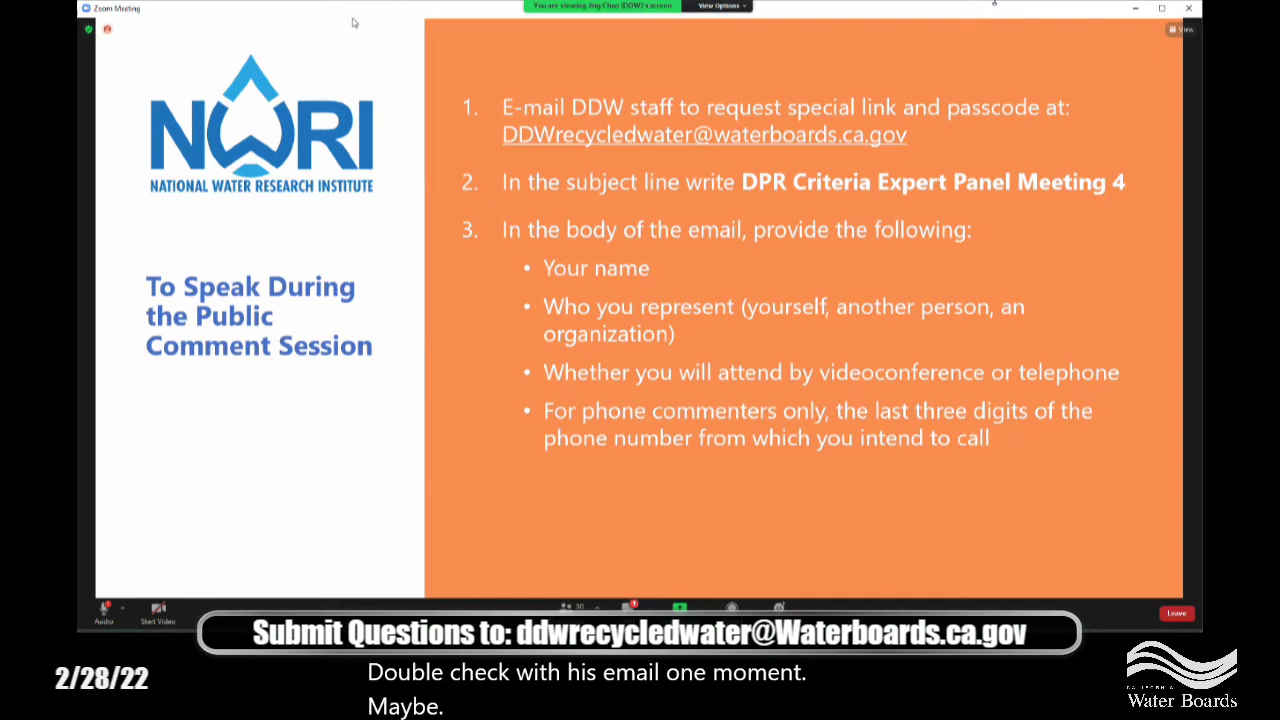 Zoom Meeting
You are viewing Jing Chao (DDW)'s screen
View Options
View
NWRI
NATIONAL WATER RESEARCH INSTITUTE
To Speak During
the Public
Comment Session
1. E-mail DDW staff to request special link and passcode at:
DDWrecycledwater@waterboards.ca.gov
2. In the subject line write DPR Criteria Expert Panel Meeting 4
3. In the body of the email, provide the following:
• Your name
• Who you represent (yourself, another person, an
organization)
• Whether you will attend by videoconference or telephone
• For phone commenters only, the last three digits of the
phone number from which you intend to call
Audio
Start Video
30
Leave
Submit Questions to: ddwrecycledwater@Waterboards.ca.gov
2/28/22
Double check with his email one moment.
Maybe.
CALIFORNIA
Water Boards